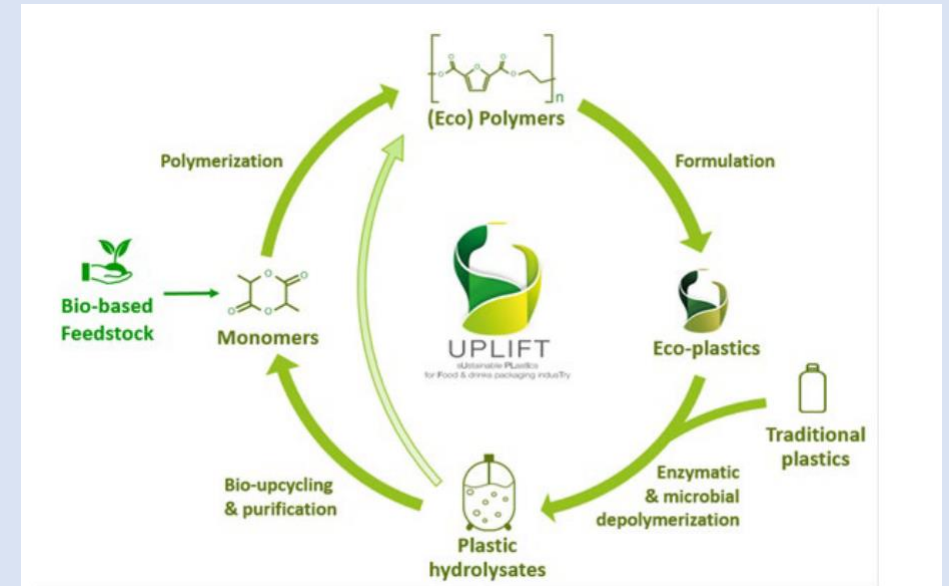 n
(Eco) Polymers
Polymerization
Formulation
Bio-based
Feedstock
O
O
O
O
Monomers
UPLIFT
sUstainable PLastIcs
for Food & drinks packaging indusTry
Eco-plastics
Traditional
plastics
Bio-upcycling
& purification
Enzymatic
& microbial
depolymerization
Plastic
hydrolysates